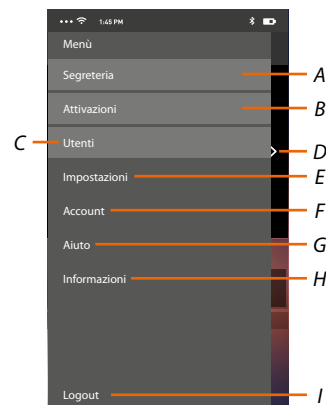 1:45 PM
Menù
Segreteria
A
Attivazioni
B
C
Utenti
D
Impostazioni
E
Account
F
Aiuto
G
Informazioni
H
Logout
I